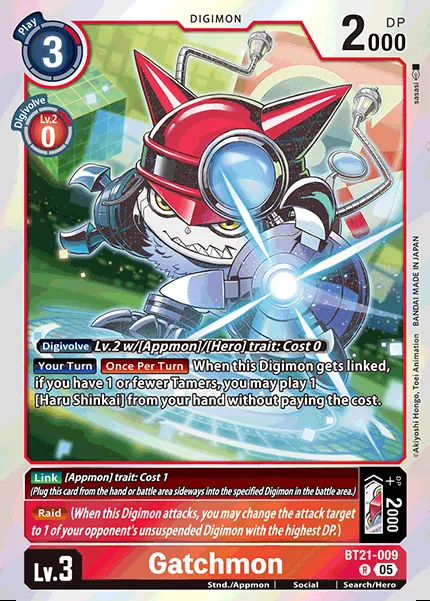 DIGIMON
Play
3
DP
2000
Digivolve
Lv.2
0
sasasi
©Akiyoshi Hongo, Toei Animation BANDAI MADE IN JAPAN
Digivolve Lv.2 w/[Appmon]/[Hero] trait: Cost 0
Your Turn Once Per Turn When this Digimon gets linked,
if you have 1 or fewer Tamers, you may play 1
[Haru Shinkai] from your hand without paying the cost.
Link [Appmon] trait: Cost 1
(Plug this card from the hand or battle area sideways into the specified Digimon in the battle area.)
DP
+2000
Raid (When this Digimon attacks, you may change the attack target
to 1 of your opponent's unsuspended Digimon with the highest DP.)
Lv.3
Gatchmon
BT21-009
R 05
Stnd./Appmon | Social | Search/Hero